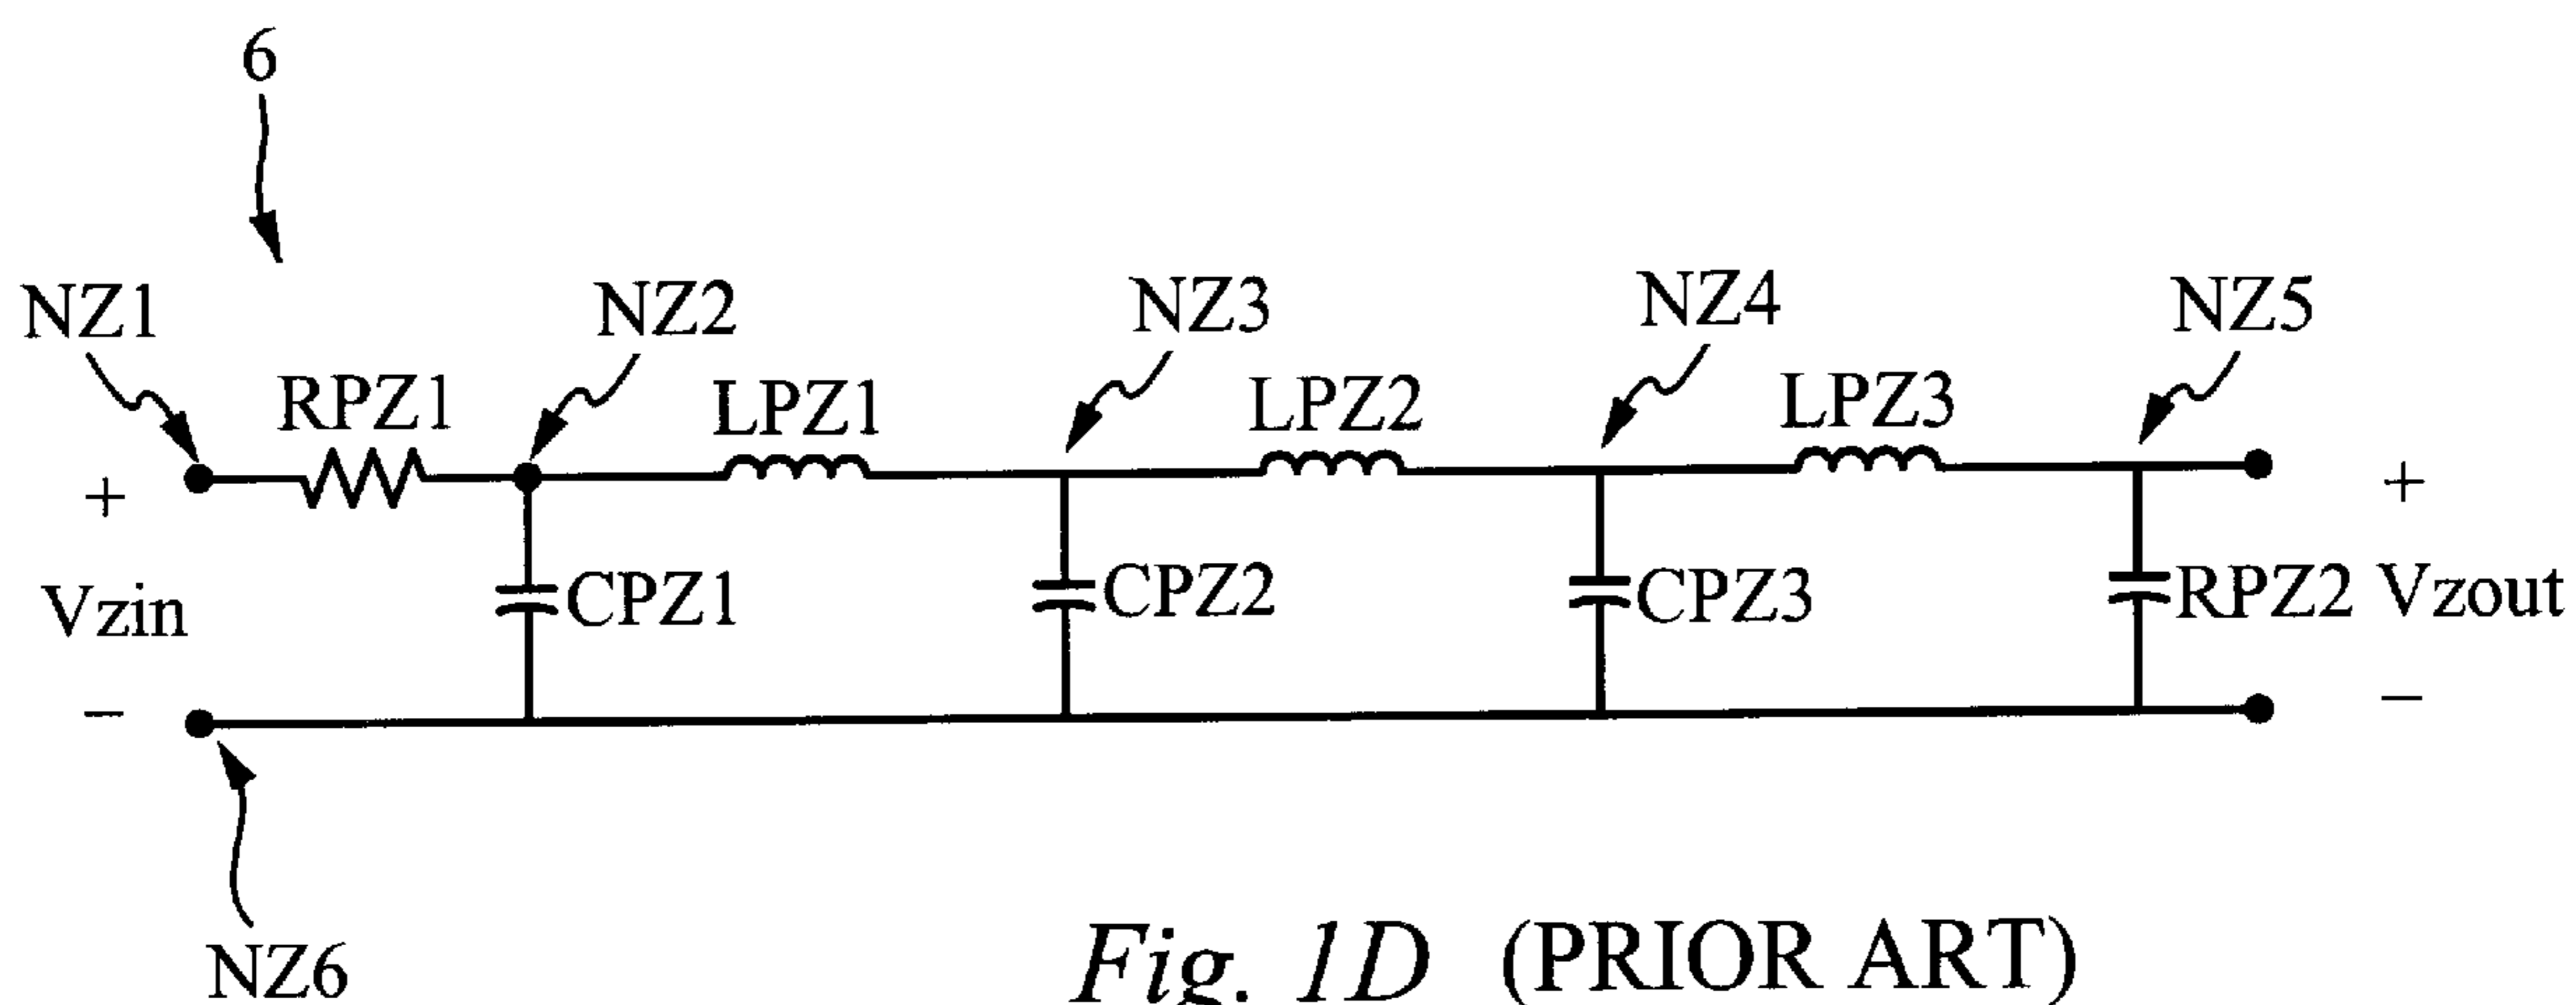 6
NZ1 NZ2 NZ3 NZ4 NZ5
RPZ1 LPZ1 LPZ2 LPZ3
+ +
Vzin CPZ1 CPZ2 CPZ3 RPZ2 Vzout
− −
NZ6
Fig. 1D (PRIOR ART)